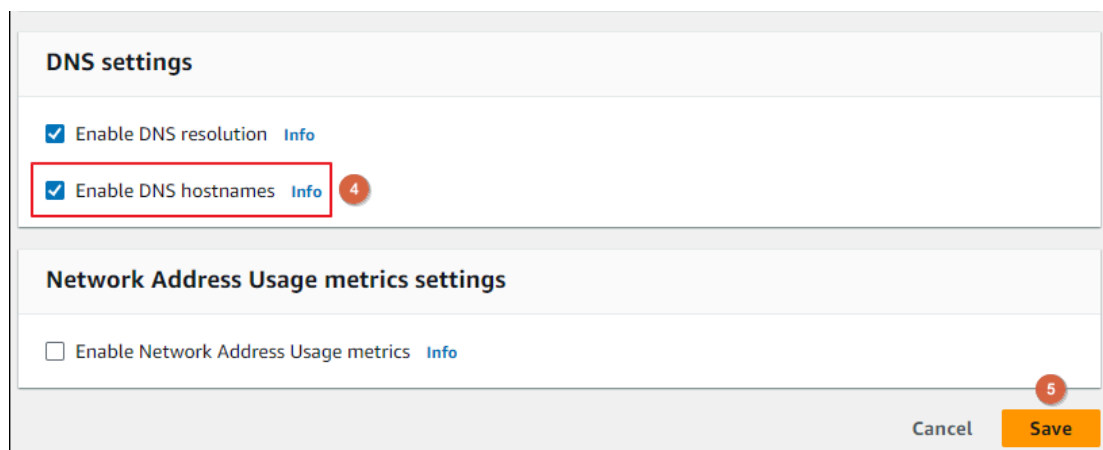 DNS settings
Enable DNS resolution Info
Enable DNS hostnames Info 4
Network Address Usage metrics settings
Enable Network Address Usage metrics Info
5
Cancel Save